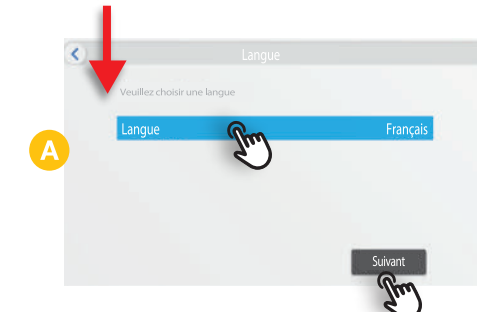 Langue
Veuillez choisir une langue
A
Langue Français
Suivant